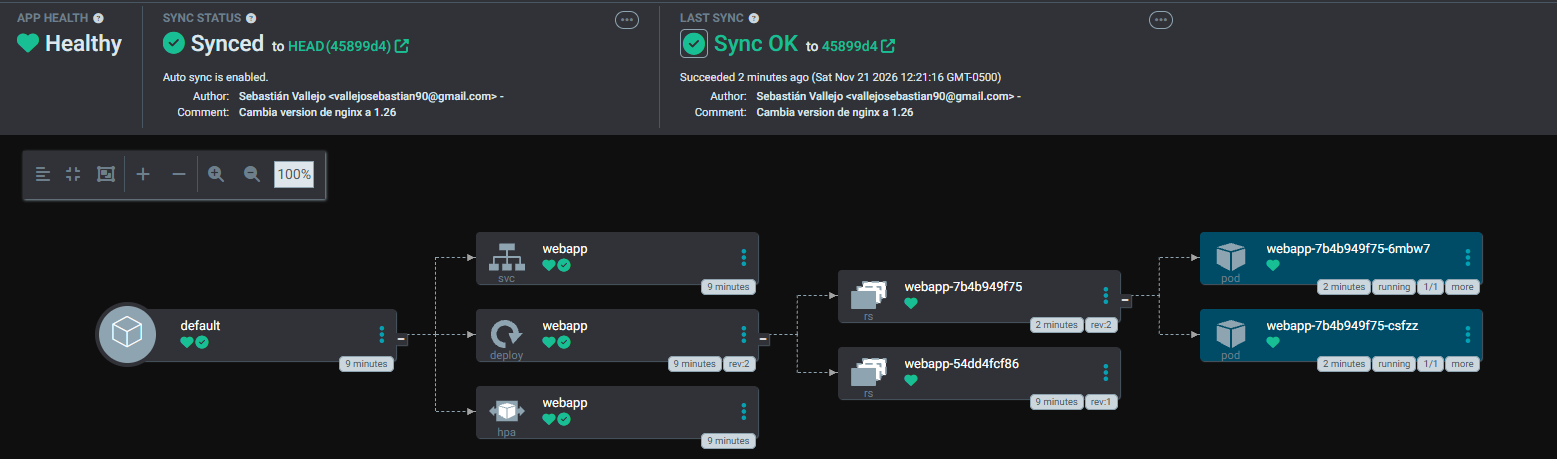 APP HEALTH
Healthy
SYNC STATUS
Synced to HEAD (45899d4)
Auto sync is enabled.
Author: Sebastián Vallejo <vallejosebastian90@gmail.com> -
Comment: Cambia version de nginx a 1.26
LAST SYNC
Sync OK to 45899d4
Succeeded 2 minutes ago (Sat Nov 21 2026 12:21:16 GMT-0500)
Author: Sebastián Vallejo <vallejosebastian90@gmail.com> -
Comment: Cambia version de nginx a 1.26
100%
default
9 minutes
webapp
svc
9 minutes
webapp
deploy
9 minutes rev:2
webapp
hpa
9 minutes
webapp-7b4b949f75
rs
2 minutes rev:2
webapp-54dd4fcf86
rs
9 minutes rev:1
webapp-7b4b949f75-6mbw7
pod
2 minutes running 1/1 more
webapp-7b4b949f75-csfzz
pod
2 minutes running 1/1 more